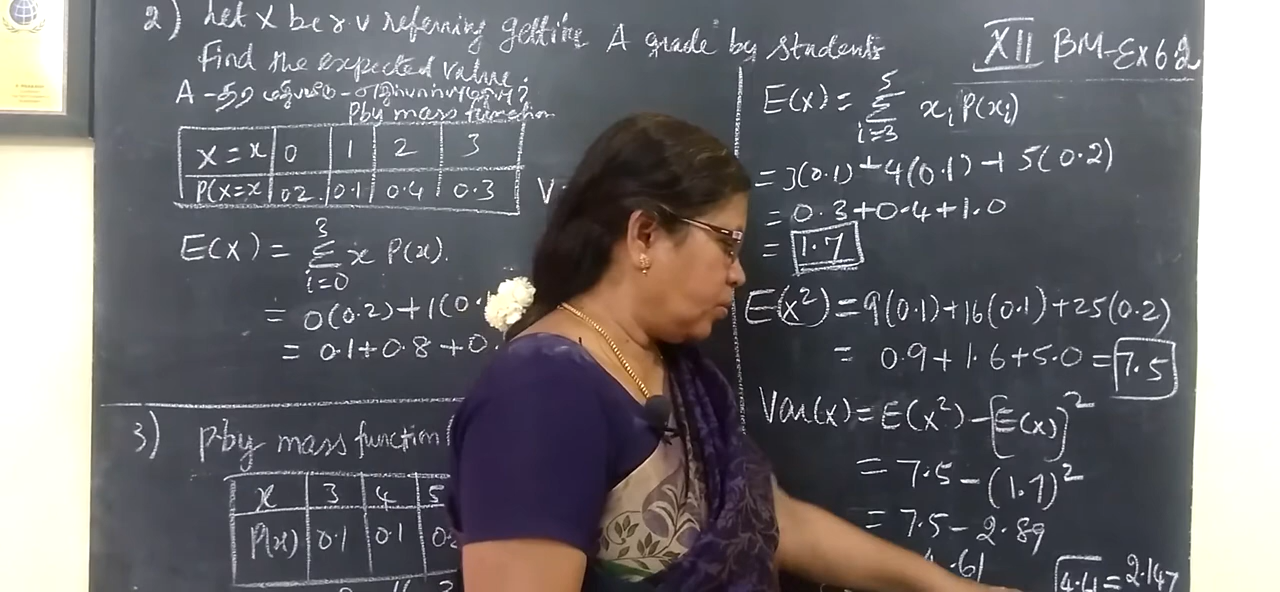 2) Let X be r.v referring getting A grade by students
Find the expected value.
Pby mass function
X=x 0 1 2 3
P(X=x 02. 0.1 0.4 0.3
E(X) = 3 Σ i=0 x P(x).
= 0(0.2)+1(0.
= 0.1+0.8+0.
3) Pby mass function
x 3 4 5
P(x) 0.1 0.1 0.
XII BM-Ex 6.2
E(X) = 5 Σ i=3 xi P(xi)
= 3(0.1)+4(0.1)+5(0.2)
= 0.3+0.4+1.0
= 1.7
E(X²) = 9(0.1)+16(0.1)+25(0.2)
= 0.9+1.6+5.0 = 7.5
Var(X) = E(X²) - [E(X)]²
= 7.5-(1.7)²
= 7.5-2.89
.61
= 2.147